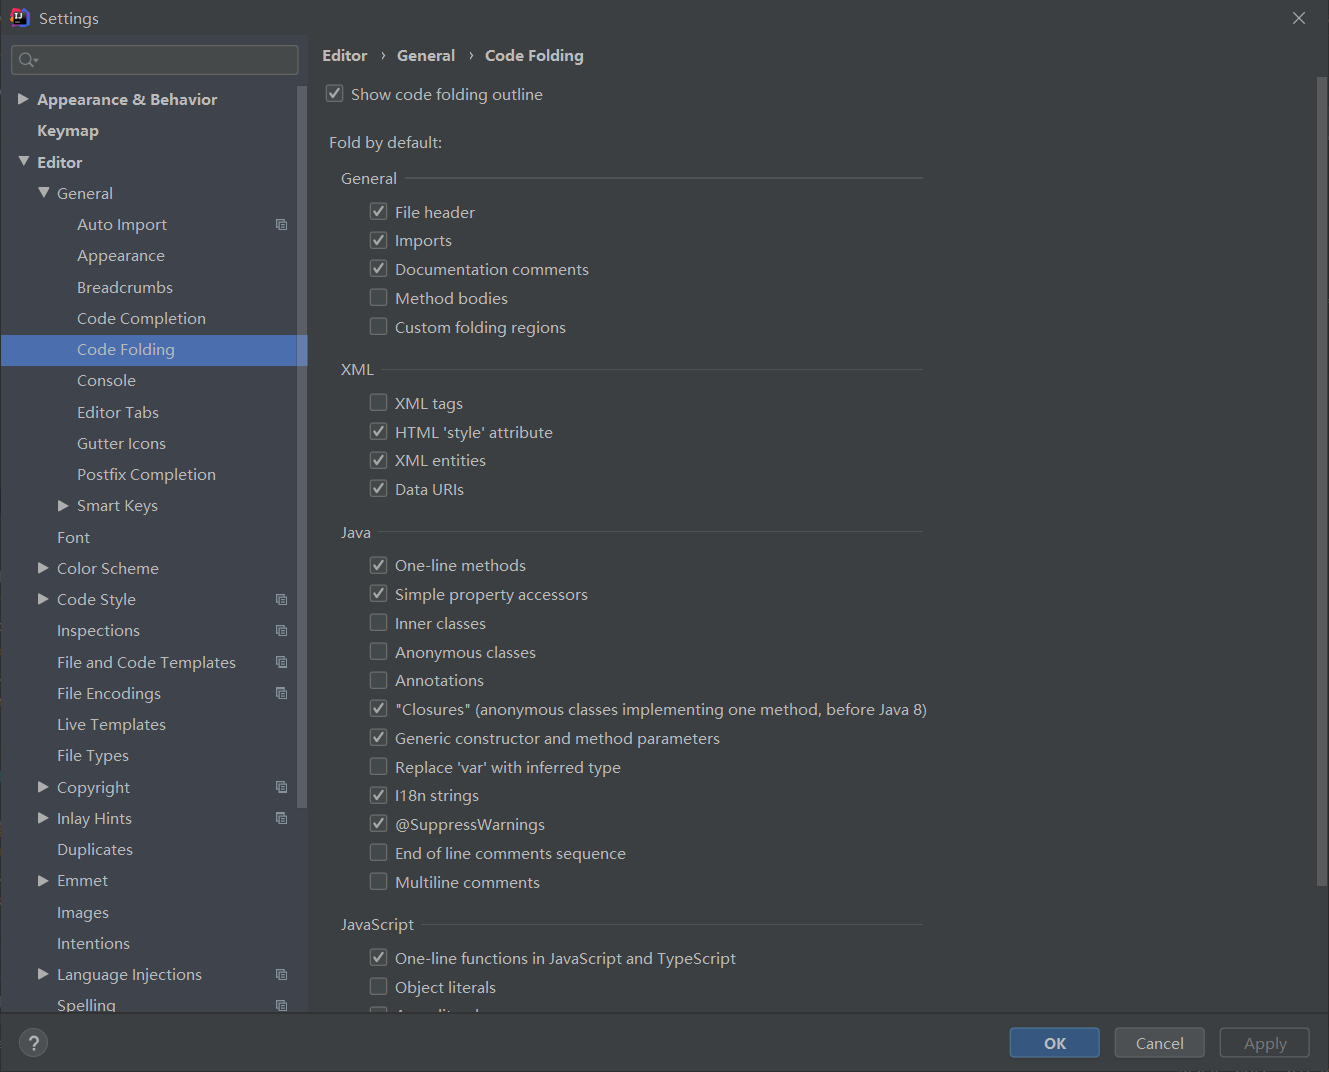 Settings
Appearance & Behavior
Keymap
Editor
General
Auto Import
Appearance
Breadcrumbs
Code Completion
Code Folding
Console
Editor Tabs
Gutter Icons
Postfix Completion
Smart Keys
Font
Color Scheme
Code Style
Inspections
File and Code Templates
File Encodings
Live Templates
File Types
Copyright
Inlay Hints
Duplicates
Emmet
Images
Intentions
Language Injections
Spelling
Editor › General › Code Folding
Show code folding outline
Fold by default:
General
File header
Imports
Documentation comments
Method bodies
Custom folding regions
XML
XML tags
HTML 'style' attribute
XML entities
Data URIs
Java
One-line methods
Simple property accessors
Inner classes
Anonymous classes
Annotations
"Closures" (anonymous classes implementing one method, before Java 8)
Generic constructor and method parameters
Replace 'var' with inferred type
I18n strings
@SuppressWarnings
End of line comments sequence
Multiline comments
JavaScript
One-line functions in JavaScript and TypeScript
Object literals
?
OK
Cancel
Apply